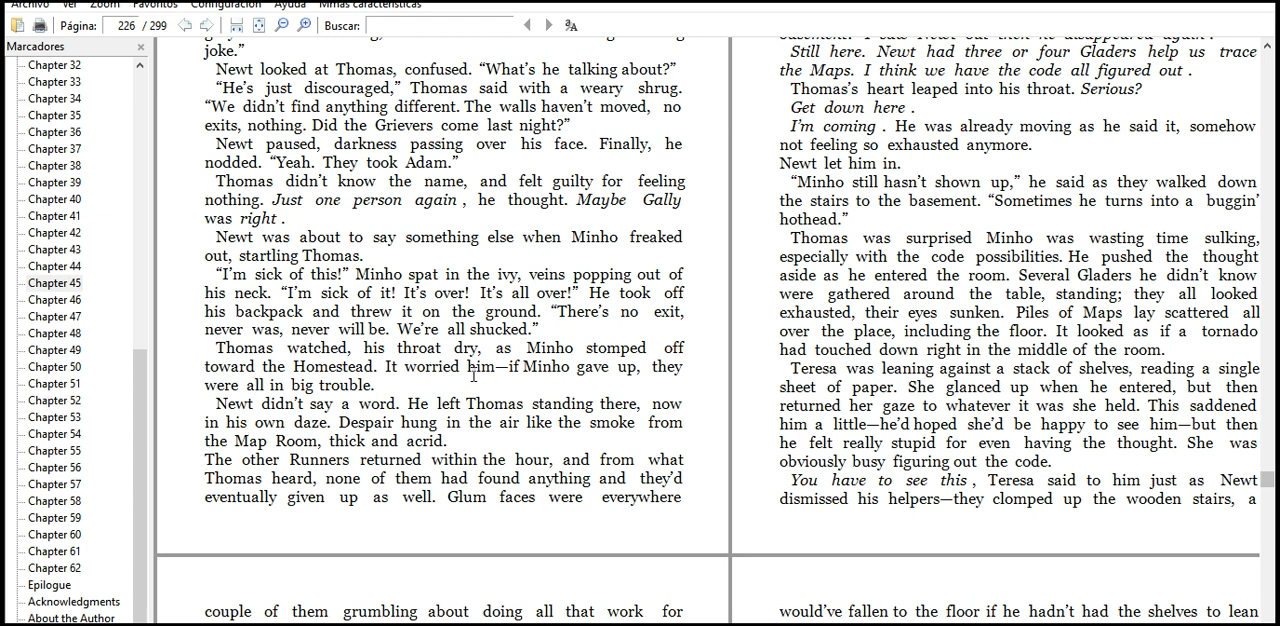 Archivo Ver Zoom Favoritos Configuración Ayuda Mimas características
Página: 226 / 299 Buscar:
Marcadores ×
Chapter 32
Chapter 33
Chapter 34
Chapter 35
Chapter 36
Chapter 37
Chapter 38
Chapter 39
Chapter 40
Chapter 41
Chapter 42
Chapter 43
Chapter 44
Chapter 45
Chapter 46
Chapter 47
Chapter 48
Chapter 49
Chapter 50
Chapter 51
Chapter 52
Chapter 53
Chapter 54
Chapter 55
Chapter 56
Chapter 57
Chapter 58
Chapter 59
Chapter 60
Chapter 61
Chapter 62
Epilogue
Acknowledgments
About the Author
joke.”
Newt looked at Thomas, confused. “What’s he talking about?”
“He’s just discouraged,” Thomas said with a weary shrug.
“We didn’t find anything different. The walls haven’t moved, no
exits, nothing. Did the Grievers come last night?”
Newt paused, darkness passing over his face. Finally, he
nodded. “Yeah. They took Adam.”
Thomas didn’t know the name, and felt guilty for feeling
nothing. Just one person again , he thought. Maybe Gally
was right .
Newt was about to say something else when Minho freaked
out, startling Thomas.
“I’m sick of this!” Minho spat in the ivy, veins popping out of
his neck. “I’m sick of it! It’s over! It’s all over!” He took off
his backpack and threw it on the ground. “There’s no exit,
never was, never will be. We’re all shucked.”
Thomas watched, his throat dry, as Minho stomped off
toward the Homestead. It worried him—if Minho gave up, they
were all in big trouble.
Newt didn’t say a word. He left Thomas standing there, now
in his own daze. Despair hung in the air like the smoke from
the Map Room, thick and acrid.
The other Runners returned within the hour, and from what
Thomas heard, none of them had found anything and they’d
eventually given up as well. Glum faces were everywhere
couple of them grumbling about doing all that work for
basement. I saw Newt but then he disappeared again .
Still here. Newt had three or four Gladers help us trace
the Maps. I think we have the code all figured out .
Thomas’s heart leaped into his throat. Serious?
Get down here .
I’m coming . He was already moving as he said it, somehow
not feeling so exhausted anymore.
Newt let him in.
“Minho still hasn’t shown up,” he said as they walked down
the stairs to the basement. “Sometimes he turns into a buggin’
hothead.”
Thomas was surprised Minho was wasting time sulking,
especially with the code possibilities. He pushed the thought
aside as he entered the room. Several Gladers he didn’t know
were gathered around the table, standing; they all looked
exhausted, their eyes sunken. Piles of Maps lay scattered all
over the place, including the floor. It looked as if a tornado
had touched down right in the middle of the room.
Teresa was leaning against a stack of shelves, reading a single
sheet of paper. She glanced up when he entered, but then
returned her gaze to whatever it was she held. This saddened
him a little—he’d hoped she’d be happy to see him—but then
he felt really stupid for even having the thought. She was
obviously busy figuring out the code.
You have to see this , Teresa said to him just as Newt
dismissed his helpers—they clomped up the wooden stairs, a
would’ve fallen to the floor if he hadn’t had the shelves to lean